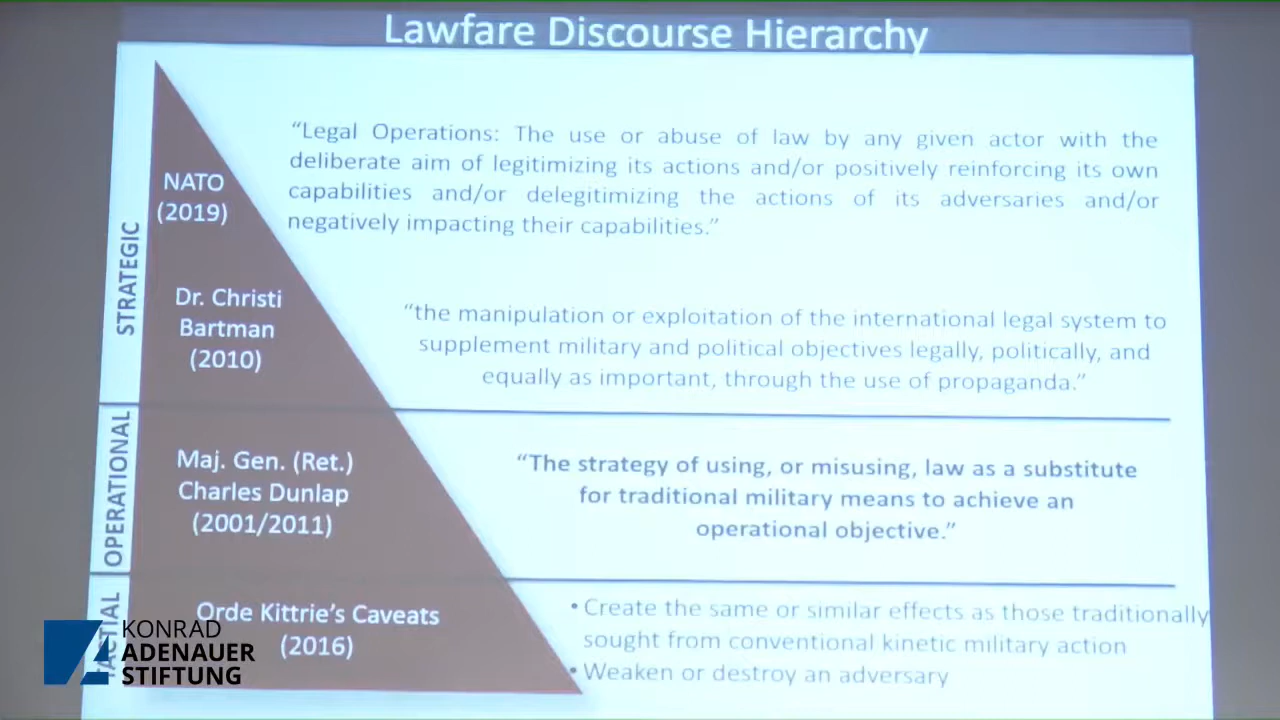 Lawfare Discourse Hierarchy
STRATEGIC
NATO
(2019)
“Legal Operations: The use or abuse of law by any given actor with the
deliberate aim of legitimizing its actions and/or positively reinforcing its own
capabilities and/or delegitimizing the actions of its adversaries and/or
negatively impacting their capabilities.”
Dr. Christi
Bartman
(2010)
“the manipulation or exploitation of the international legal system to
supplement military and political objectives legally, politically, and
equally as important, through the use of propaganda.”
OPERATIONAL
Maj. Gen. (Ret.)
Charles Dunlap
(2001/2011)
“The strategy of using, or misusing, law as a substitute
for traditional military means to achieve an
operational objective.”
Orde Kittrie’s Caveats
(2016)
• Create the same or similar effects as those traditionally
sought from conventional kinetic military action
• Weaken or destroy an adversary
KONRAD
ADENAUER
STIFTUNG